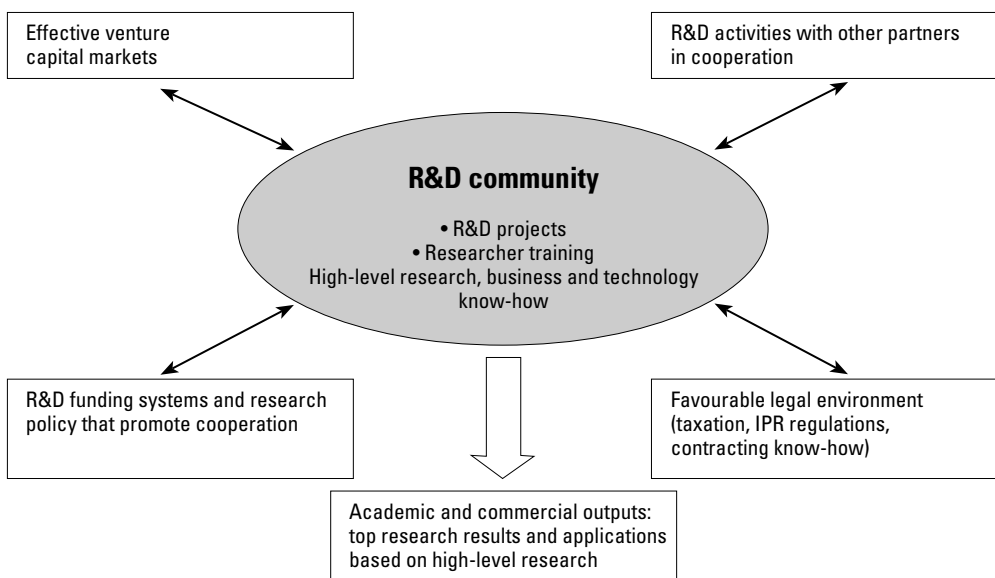 Effective venture
capital markets
R&D activities with other partners
in cooperation
R&D community
• R&D projects
• Researcher training
High-level research, business and technology
know-how
R&D funding systems and research
policy that promote cooperation
Favourable legal environment
(taxation, IPR regulations,
contracting know-how)
Academic and commercial outputs:
top research results and applications
based on high-level research